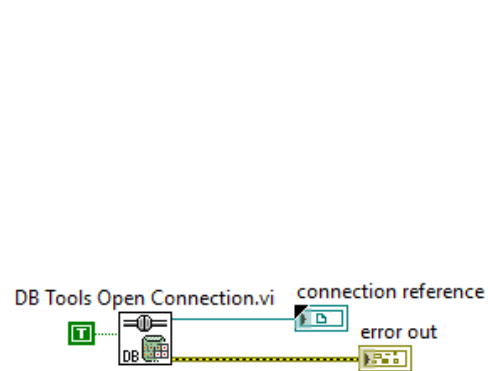 DB Tools Open Connection.vi
connection reference
T
DB
error out